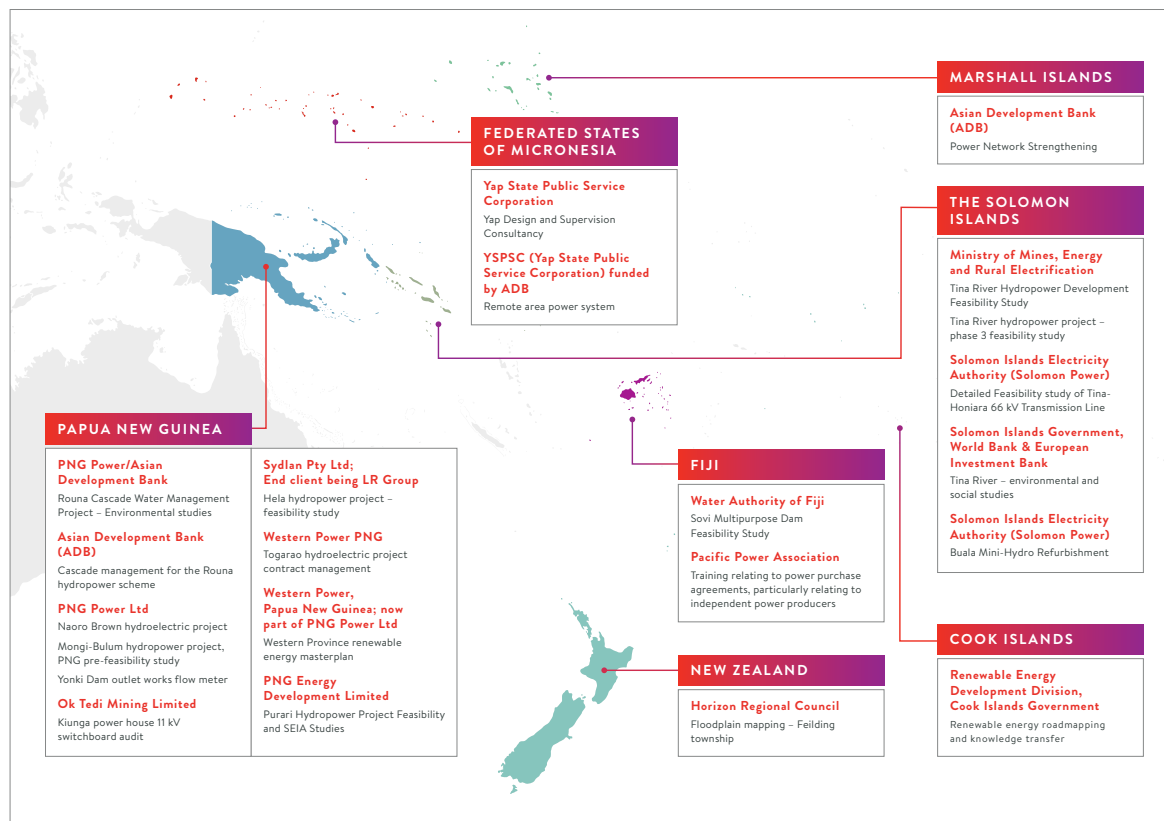 MARSHALL ISLANDS
Asian Development Bank
(ADB)
Power Network Strengthening
FEDERATED STATES
OF MICRONESIA
Yap State Public Service
Corporation
Yap Design and Supervision
Consultancy
YSPSC (Yap State Public
Service Corporation) funded
by ADB
Remote area power system
THE SOLOMON
ISLANDS
Ministry of Mines, Energy
and Rural Electrification
Tina River Hydropower Development
Feasibility Study
Tina River hydropower project –
phase 3 feasibility study
Solomon Islands Electricity
Authority (Solomon Power)
Detailed Feasibility study of Tina-
Honiara 66 kV Transmission Line
Solomon Islands Government,
World Bank & European
Investment Bank
Tina River – environmental and
social studies
Solomon Islands Electricity
Authority (Solomon Power)
Buala Mini-Hydro Refurbishment
PAPUA NEW GUINEA
PNG Power/Asian
Development Bank
Rouna Cascade Water Management
Project – Environmental studies
Asian Development Bank
(ADB)
Cascade management for the Rouna
hydropower scheme
PNG Power Ltd
Naoro Brown hydroelectric project
Mongi-Bulum hydropower project,
PNG pre-feasibility study
Yonki Dam outlet works flow meter
Ok Tedi Mining Limited
Kiunga power house 11 kV
switchboard audit
Sydlan Pty Ltd;
End client being LR Group
Hela hydropower project –
feasibility study
Western Power PNG
Togarao hydroelectric project
contract management
Western Power,
Papua New Guinea; now
part of PNG Power Ltd
Western Province renewable
energy masterplan
PNG Energy
Development Limited
Purari Hydropower Project Feasibility
and SEIA Studies
FIJI
Water Authority of Fiji
Sovi Multipurpose Dam
Feasibility Study
Pacific Power Association
Training relating to power purchase
agreements, particularly relating to
independent power producers
NEW ZEALAND
Horizon Regional Council
Floodplain mapping – Feilding
township
COOK ISLANDS
Renewable Energy
Development Division,
Cook Islands Government
Renewable energy roadmapping
and knowledge transfer